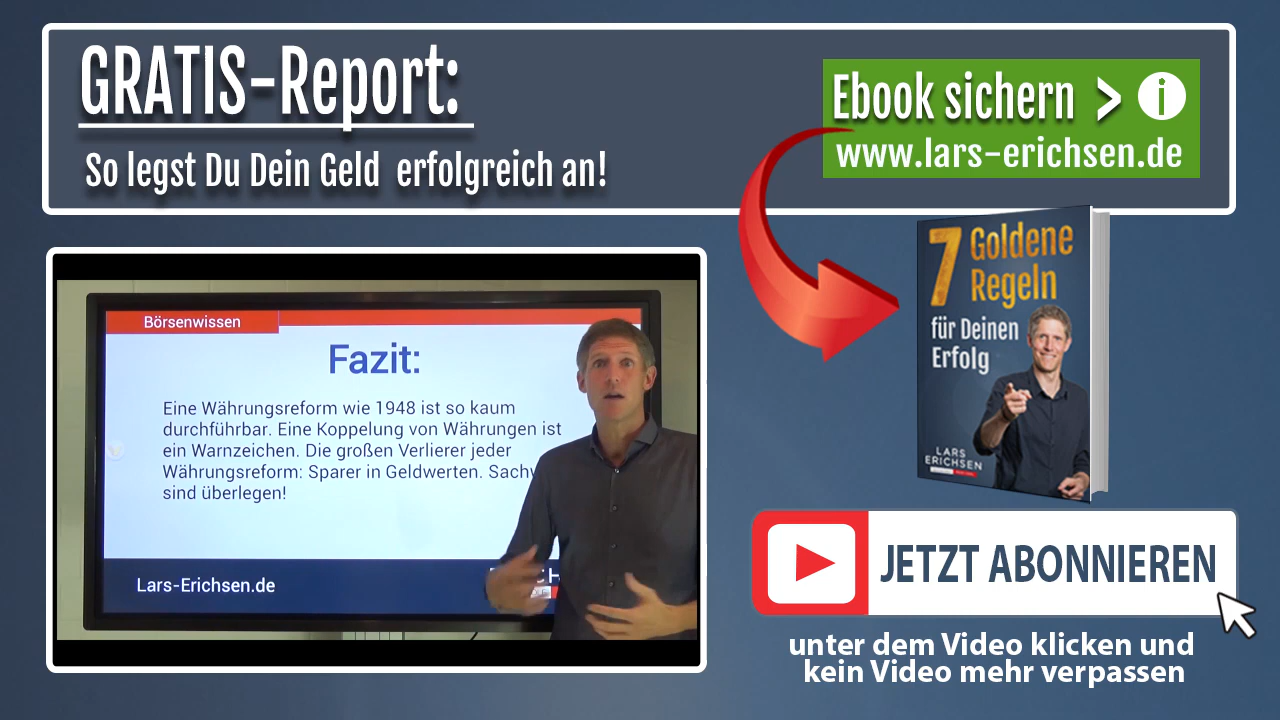 GRATIS-Report:
So legst Du Dein Geld erfolgreich an!
Ebook sichern > i
www.lars-erichsen.de
7 Goldene
Regeln
für Deinen
Erfolg
LARS
ERICHSEN
Börsenwissen
Fazit:
Eine Währungsreform wie 1948 ist so kaum
durchführbar. Eine Koppelung von Währungen ist
ein Warnzeichen. Die großen Verlierer jeder
Währungsreform: Sparer in Geldwerten.
sind überlegen!
Lars-Erichsen.de
JETZT ABONNIEREN
unter dem Video klicken und
kein Video mehr verpassen